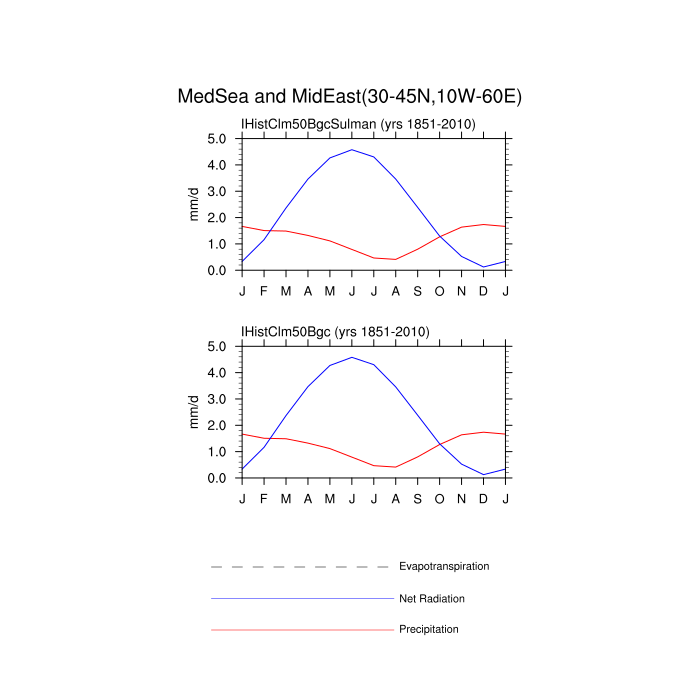 MedSea and MidEast(30-45N,10W-60E)
IHistClm50BgcSulman (yrs 1851-2010)
5.0
4.0
3.0
2.0
1.0
0.0
mm/d
J F M A M J J A S O N D J
IHistClm50Bgc (yrs 1851-2010)
5.0
4.0
3.0
2.0
1.0
0.0
mm/d
J F M A M J J A S O N D J
Evapotranspiration
Net Radiation
Precipitation